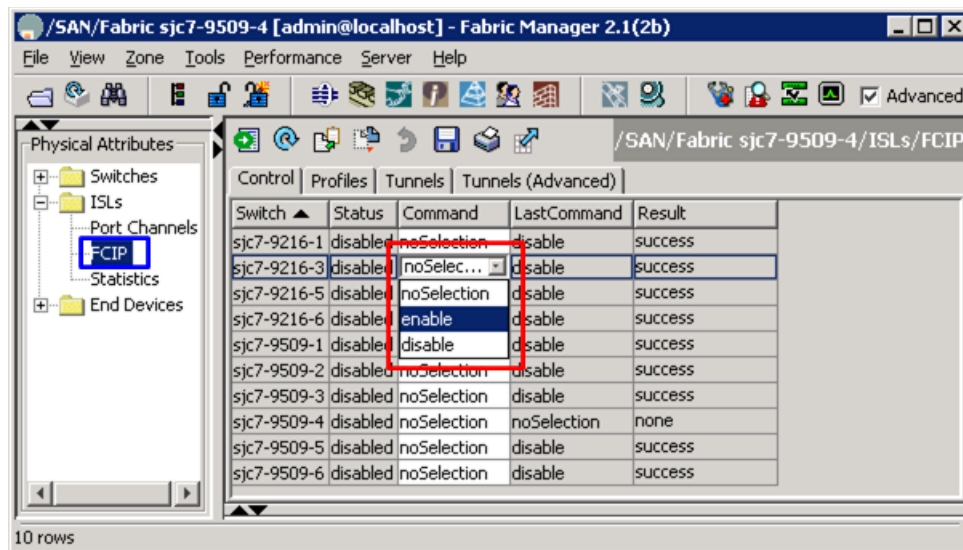 /SAN/Fabric sjc7-9509-4 [admin@localhost] - Fabric Manager 2.1(2b)
File View Zone Tools Performance Server Help
Advanced
Physical Attributes
Switches
ISLs
Port Channels
FCIP
Statistics
End Devices
/SAN/Fabric sjc7-9509-4/ISLs/FCIP
Control Profiles Tunnels Tunnels (Advanced)
Switch Status Command LastCommand Result
sjc7-9216-1 disabled noSelection disable success
sjc7-9216-3 disabled noSelec... disable success
sjc7-9216-5 disabled noSelection disable success
sjc7-9216-6 disabled enable disable success
sjc7-9509-1 disabled disable disable success
sjc7-9509-2 disabled noSelection disable success
sjc7-9509-3 disabled noSelection disable success
sjc7-9509-4 disabled noSelection noSelection none
sjc7-9509-5 disabled noSelection disable success
sjc7-9509-6 disabled noSelection disable success
10 rows